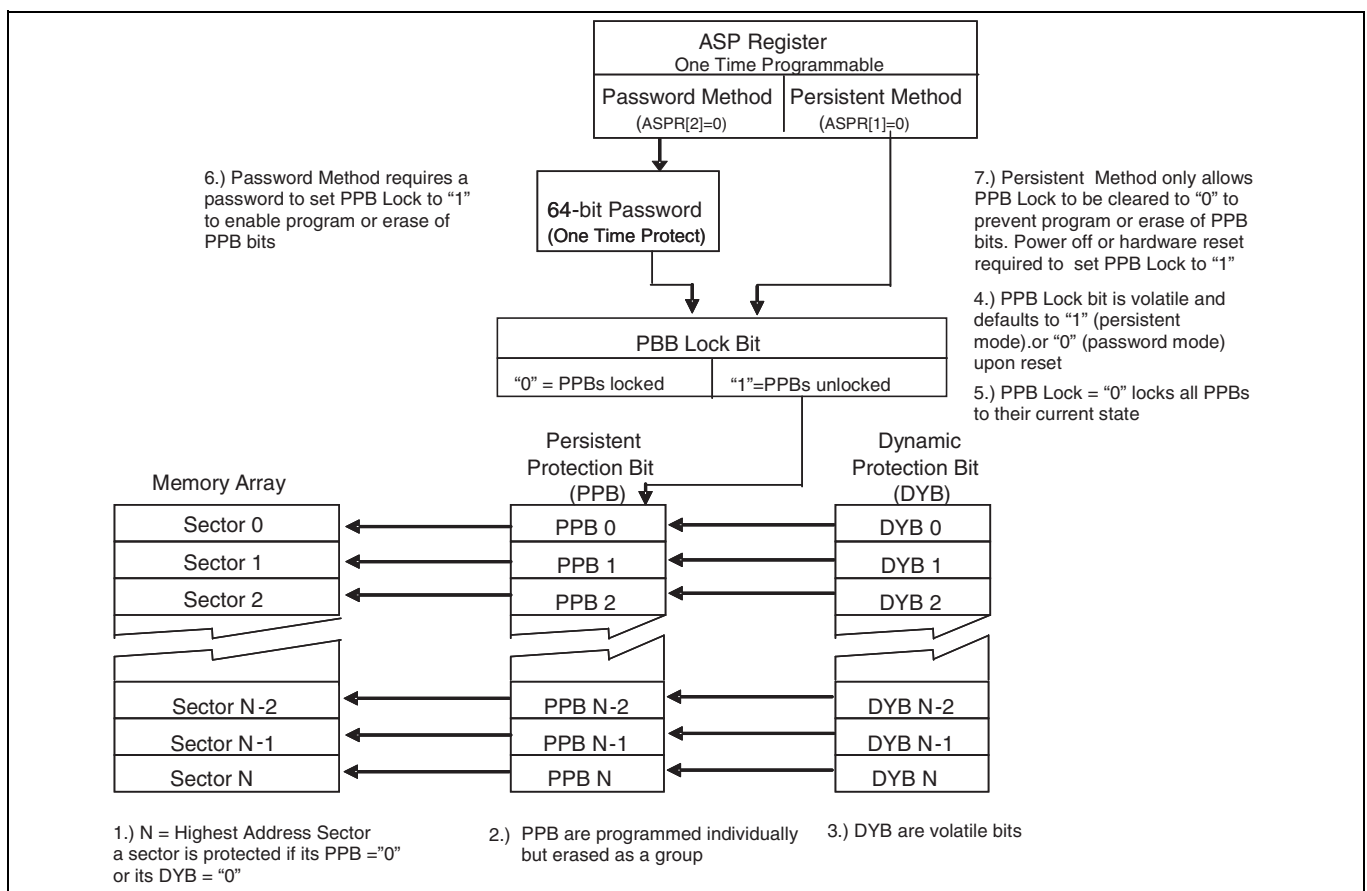 ASP Register
One Time Programmable
Password Method
(ASPR[2]=0)
Persistent Method
(ASPR[1]=0)
6.) Password Method requires a
password to set PPB Lock to “1”
to enable program or erase of
PPB bits
64-bit Password
(One Time Protect)
7.) Persistent Method only allows
PPB Lock to be cleared to “0” to
prevent program or erase of PPB
bits. Power off or hardware reset
required to set PPB Lock to “1”
4.) PPB Lock bit is volatile and
defaults to “1” (persistent
mode).or “0” (password mode)
upon reset
5.) PPB Lock = “0” locks all PPBs
to their current state
PBB Lock Bit
“0” = PPBs locked
“1”=PPBs unlocked
Memory Array
Persistent
Protection Bit
(PPB)
Dynamic
Protection Bit
(DYB)
Sector 0
PPB 0
DYB 0
Sector 1
PPB 1
DYB 1
Sector 2
PPB 2
DYB 2
Sector N-2
PPB N-2
DYB N-2
Sector N-1
PPB N-1
DYB N-1
Sector N
PPB N
DYB N
1.) N = Highest Address Sector
a sector is protected if its PPB =”0”
or its DYB = “0”
2.) PPB are programmed individually
but erased as a group
3.) DYB are volatile bits